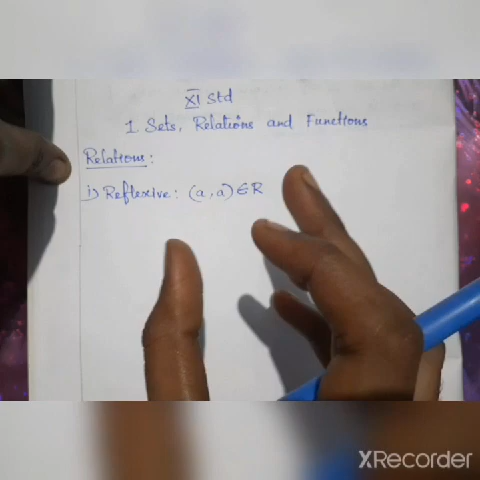 XI Std
1. Sets, Relations and Functions
Relations:
i) Reflexive: (a, a) ∈ R
XRecorder